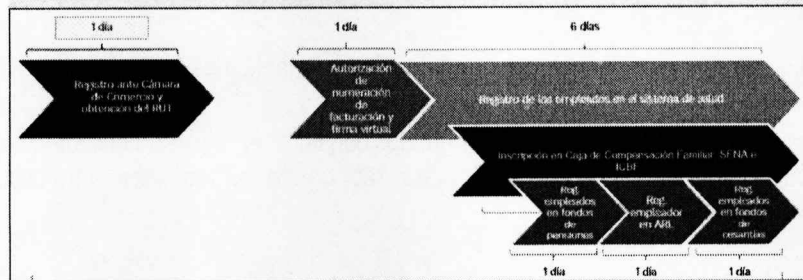 1 día
1 día
6 días
Registro ante Cámara
de Comercio y
obtención del RUT
Autorización
de
numeración
de
facturación y
firma virtual
Registro de los empleados en el sistema de salud
Inscripción en Caja de Compensación Familiar, SENA e
ICBF
Reg.
empleados
en fondos
de
pensiones
Reg.
empleador
en ARL
Reg.
empleados
en fondos
de
cesantías
1 día
1 día
1 día